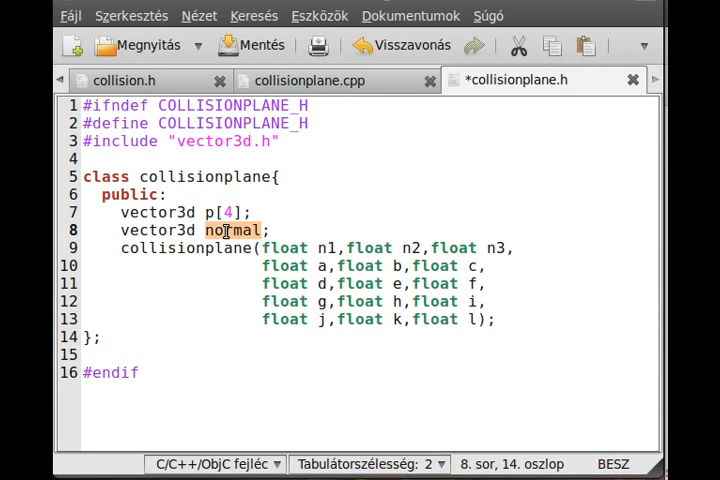 Fájl Szerkesztés Nézet Keresés Eszközök Dokumentumok Súgó
Megnyitás Mentés Visszavonás
collision.h collisionplane.cpp *collisionplane.h
1 #ifndef COLLISIONPLANE_H
2 #define COLLISIONPLANE_H
3 #include "vector3d.h"
4
5 class collisionplane{
6 public:
7 vector3d p[4];
8 vector3d normal;
9 collisionplane(float n1,float n2,float n3,
10 float a,float b,float c,
11 float d,float e,float f,
12 float g,float h,float i,
13 float j,float k,float l);
14 };
15
16 #endif
C/C++/ObjC fejléc Tabulátorszélesség: 2 8. sor, 14. oszlop BESZ